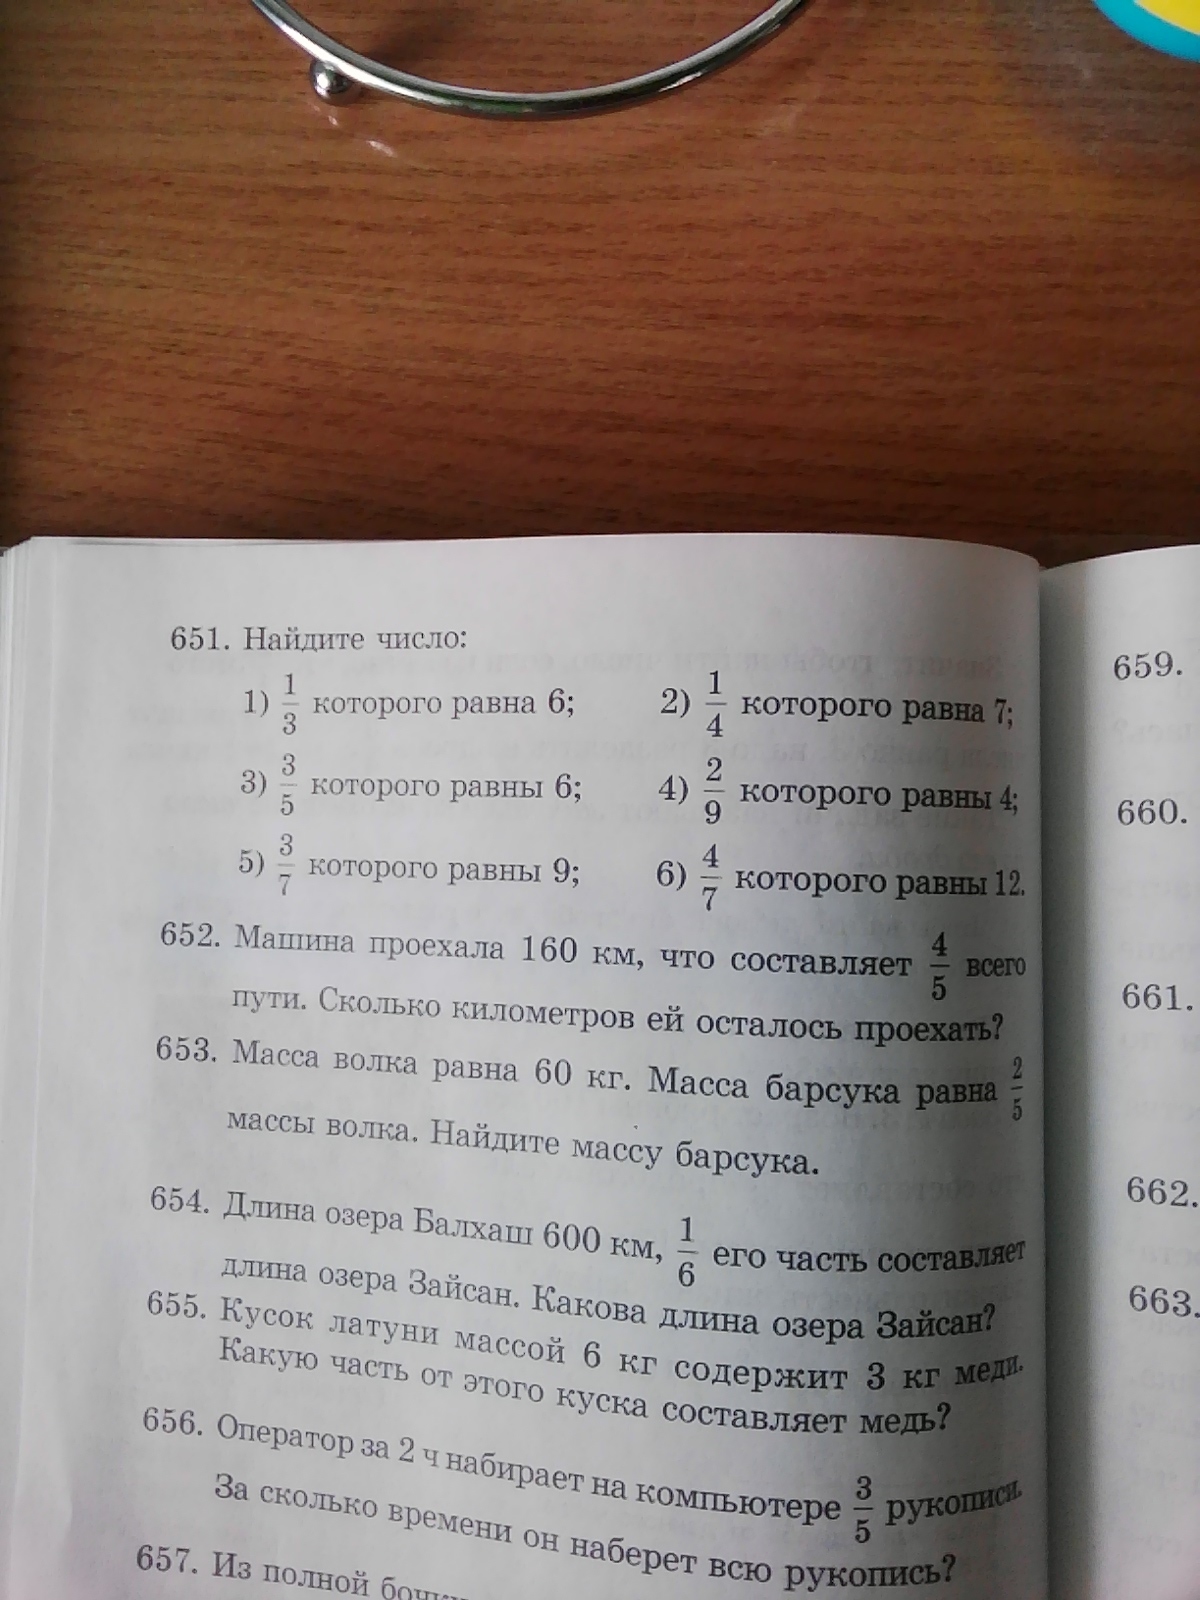 651. Найдите число:
1) 1/3 которого равна 6; 2) 1/4 которого равна 7;
3) 3/5 которого равны 6; 4) 2/9 которого равны 4;
5) 3/7 которого равны 9; 6) 4/7 которого равны 12.
652. Машина проехала 160 км, что составляет 4/5 всего
пути. Сколько километров ей осталось проехать?
653. Масса волка равна 60 кг. Масса барсука равна 2/5
массы волка. Найдите массу барсука.
654. Длина озера Балхаш 600 км, 1/6 его часть составляет
длина озера Зайсан. Какова длина озера Зайсан?
655. Кусок латуни массой 6 кг содержит 3 кг меди.
Какую часть от этого куска составляет медь?
656. Оператор за 2 ч набирает на компьютере 3/5 рукописи.
За сколько времени он наберет всю рукопись?
657. Из полной бочки
659.
660.
661.
662.
663.